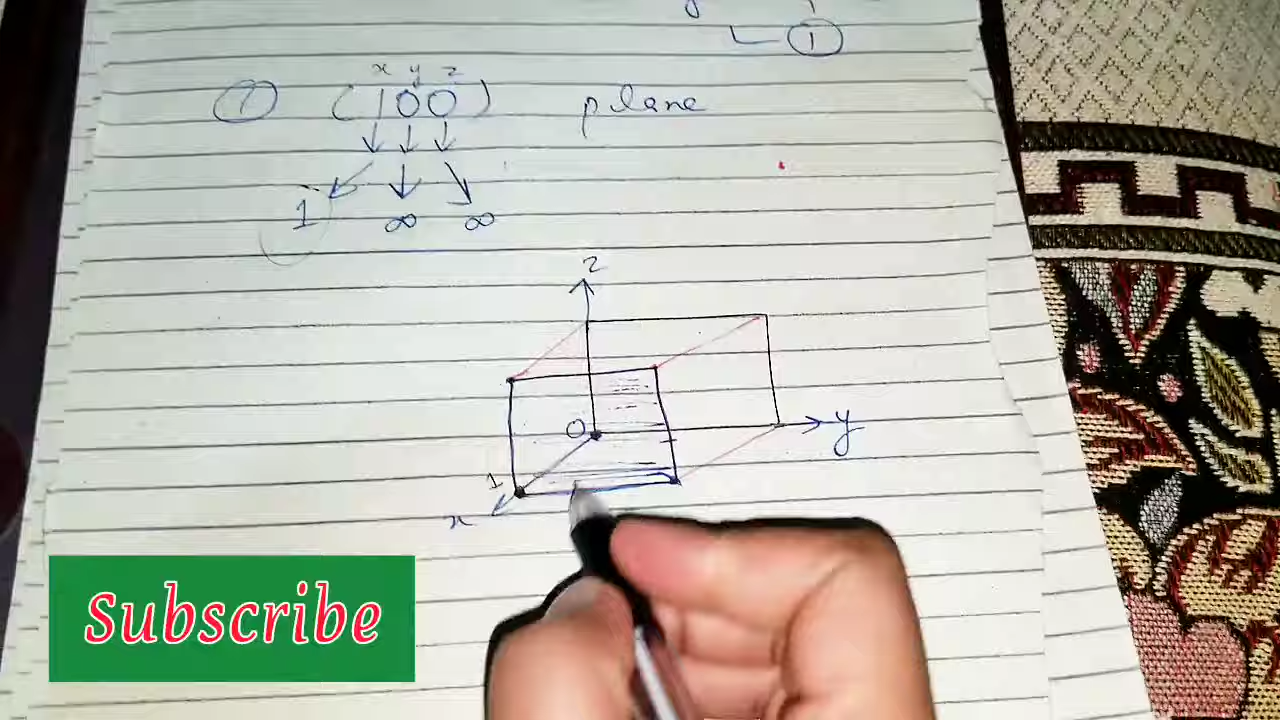 1
x y z
1 (100) plane
1 ∞ ∞
z
O
y
1
x
Subscribe